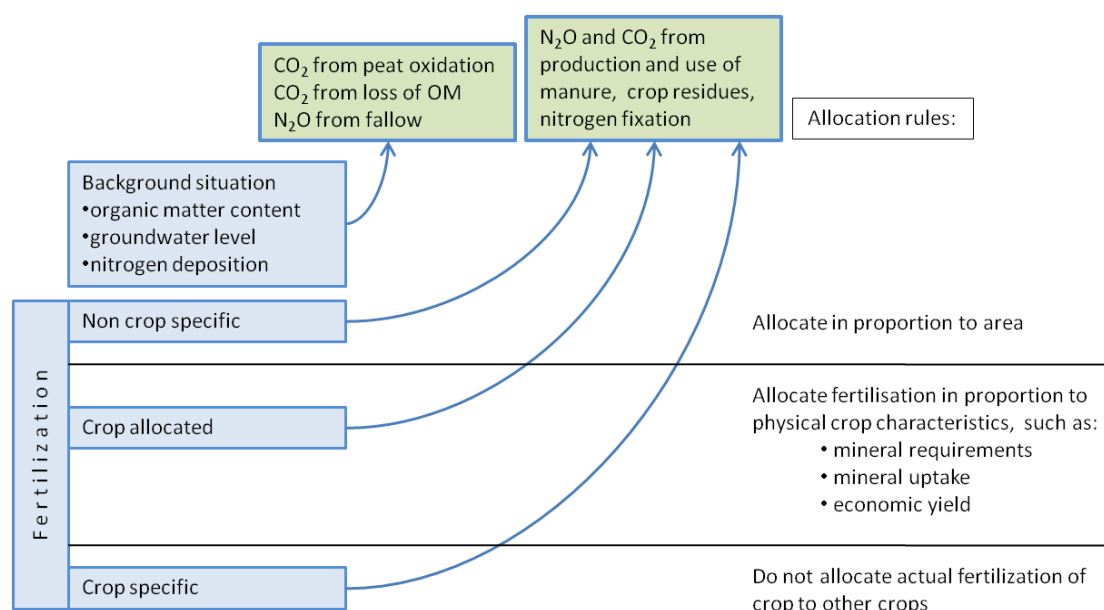 CO₂ from peat oxidation
CO₂ from loss of OM
N₂O from fallow
N₂O and CO₂ from
production and use of
manure, crop residues,
nitrogen fixation
Allocation rules:
Background situation
•organic matter content
•groundwater level
•nitrogen deposition
Fertilization
Non crop specific
Allocate in proportion to area
Crop allocated
Allocate fertilisation in proportion to
physical crop characteristics, such as:
• mineral requirements
• mineral uptake
• economic yield
Crop specific
Do not allocate actual fertilization of
crop to other crops